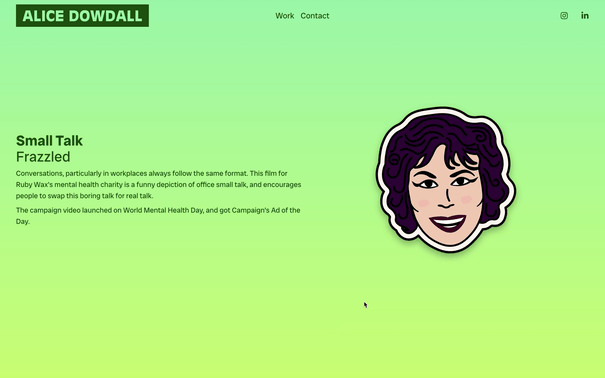 ALICE DOWDALL
Work Contact
Small Talk
Frazzled
Conversations, particularly in workplaces always follow the same format. This film for
Ruby Wax's mental health charity is a funny depiction of office small talk, and encourages
people to swap this boring talk for real talk.
The campaign video launched on World Mental Health Day, and got Campaign's Ad of the
Day.